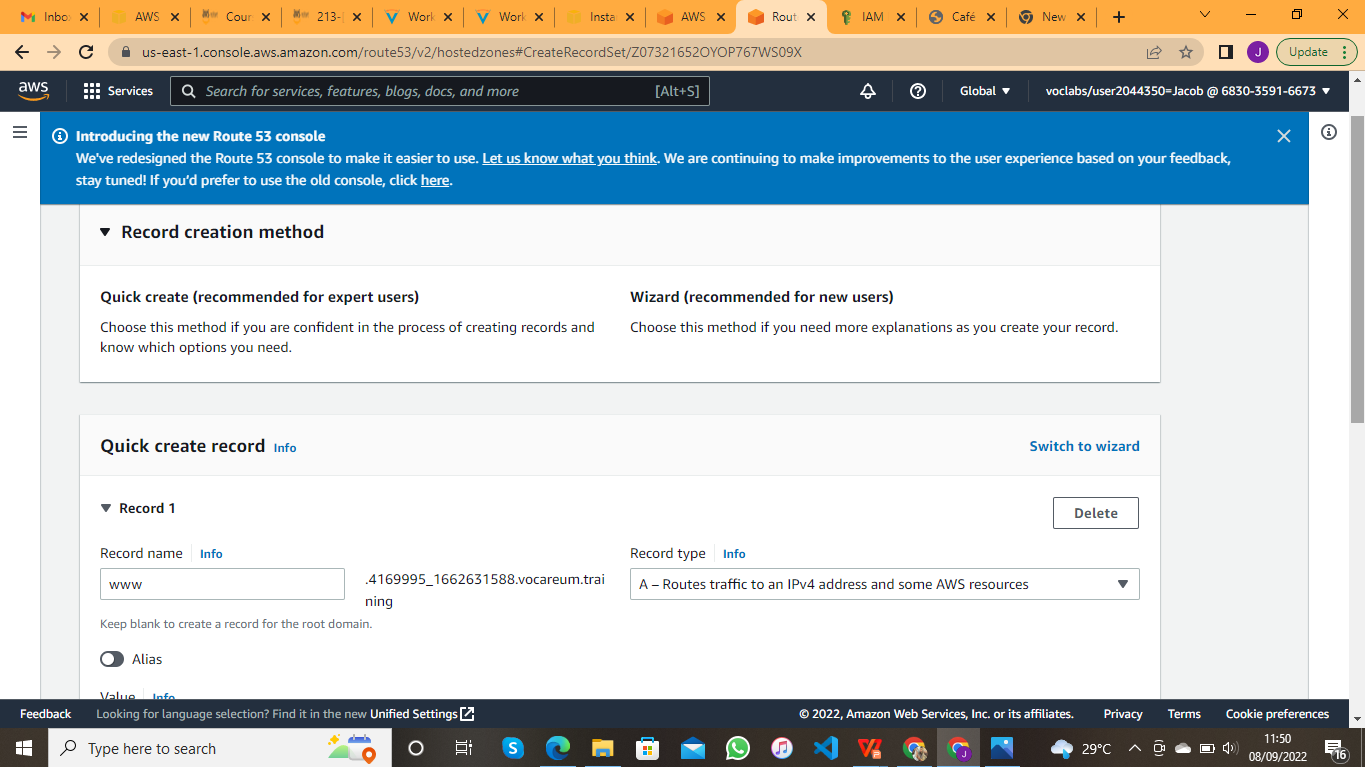 Inbo
AWS
Cour
213-
Work
Work
Insta
AWS
Rout
IAM
Café
New
us-east-1.console.aws.amazon.com/route53/v2/hostedzones#CreateRecordSet/Z07321652OYOP767WS09X
J
Update
aws
Services
Search for services, features, blogs, docs, and more
[Alt+S]
Global
voclabs/user2044350=Jacob @ 6830-3591-6673
Introducing the new Route 53 console
We've redesigned the Route 53 console to make it easier to use. Let us know what you think. We are continuing to make improvements to the user experience based on your feedback,
stay tuned! If you'd prefer to use the old console, click here.
Record creation method
Quick create (recommended for expert users)
Choose this method if you are confident in the process of creating records and
know which options you need.
Wizard (recommended for new users)
Choose this method if you need more explanations as you create your record.
Quick create record Info
Switch to wizard
Record 1
Delete
Record name Info
www
.4169995_1662631588.vocareum.trai
ning
Keep blank to create a record for the root domain.
Record type Info
A – Routes traffic to an IPv4 address and some AWS resources
Alias
Value Info
Feedback
Looking for language selection? Find it in the new Unified Settings
© 2022, Amazon Web Services, Inc. or its affiliates.
Privacy
Terms
Cookie preferences
Type here to search
29°C
11:50
08/09/2022
16